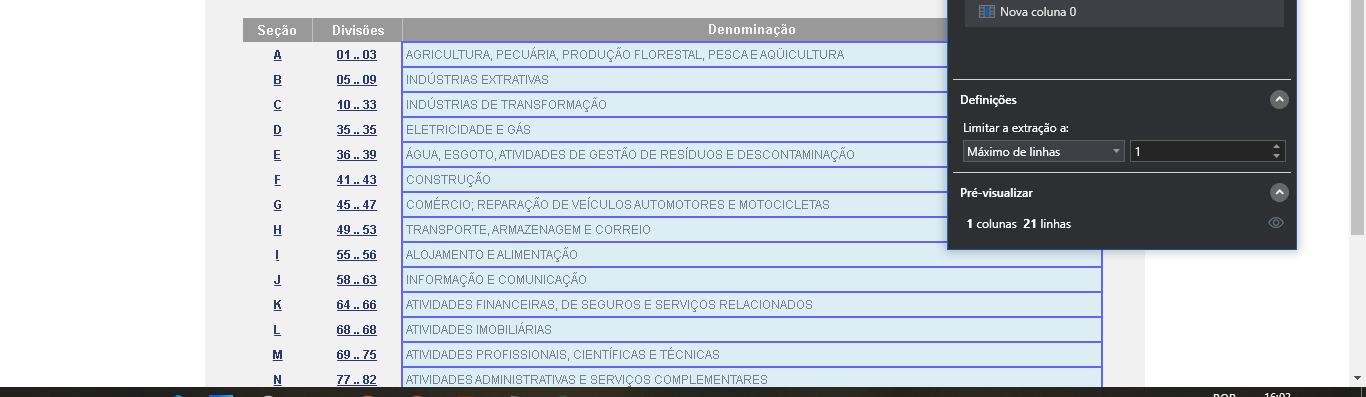 Nova coluna 0
Seção Divisões Denominação
A 01 .. 03 AGRICULTURA, PECUÁRIA, PRODUÇÃO FLORESTAL, PESCA E AQÜICULTURA
B 05 .. 09 INDÚSTRIAS EXTRATIVAS
C 10 .. 33 INDÚSTRIAS DE TRANSFORMAÇÃO
D 35 .. 35 ELETRICIDADE E GÁS
E 36 .. 39 ÁGUA, ESGOTO, ATIVIDADES DE GESTÃO DE RESÍDUOS E DESCONTAMINAÇÃO
F 41 .. 43 CONSTRUÇÃO
G 45 .. 47 COMÉRCIO; REPARAÇÃO DE VEÍCULOS AUTOMOTORES E MOTOCICLETAS
H 49 .. 53 TRANSPORTE, ARMAZENAGEM E CORREIO
I 55 .. 56 ALOJAMENTO E ALIMENTAÇÃO
J 58 .. 63 INFORMAÇÃO E COMUNICAÇÃO
K 64 .. 66 ATIVIDADES FINANCEIRAS, DE SEGUROS E SERVIÇOS RELACIONADOS
L 68 .. 68 ATIVIDADES IMOBILIÁRIAS
M 69 .. 75 ATIVIDADES PROFISSIONAIS, CIENTÍFICAS E TÉCNICAS
N 77 .. 82 ATIVIDADES ADMINISTRATIVAS E SERVIÇOS COMPLEMENTARES
Definições
Limitar a extração a:
Máximo de linhas 1
Pré-visualizar
1 colunas 21 linhas